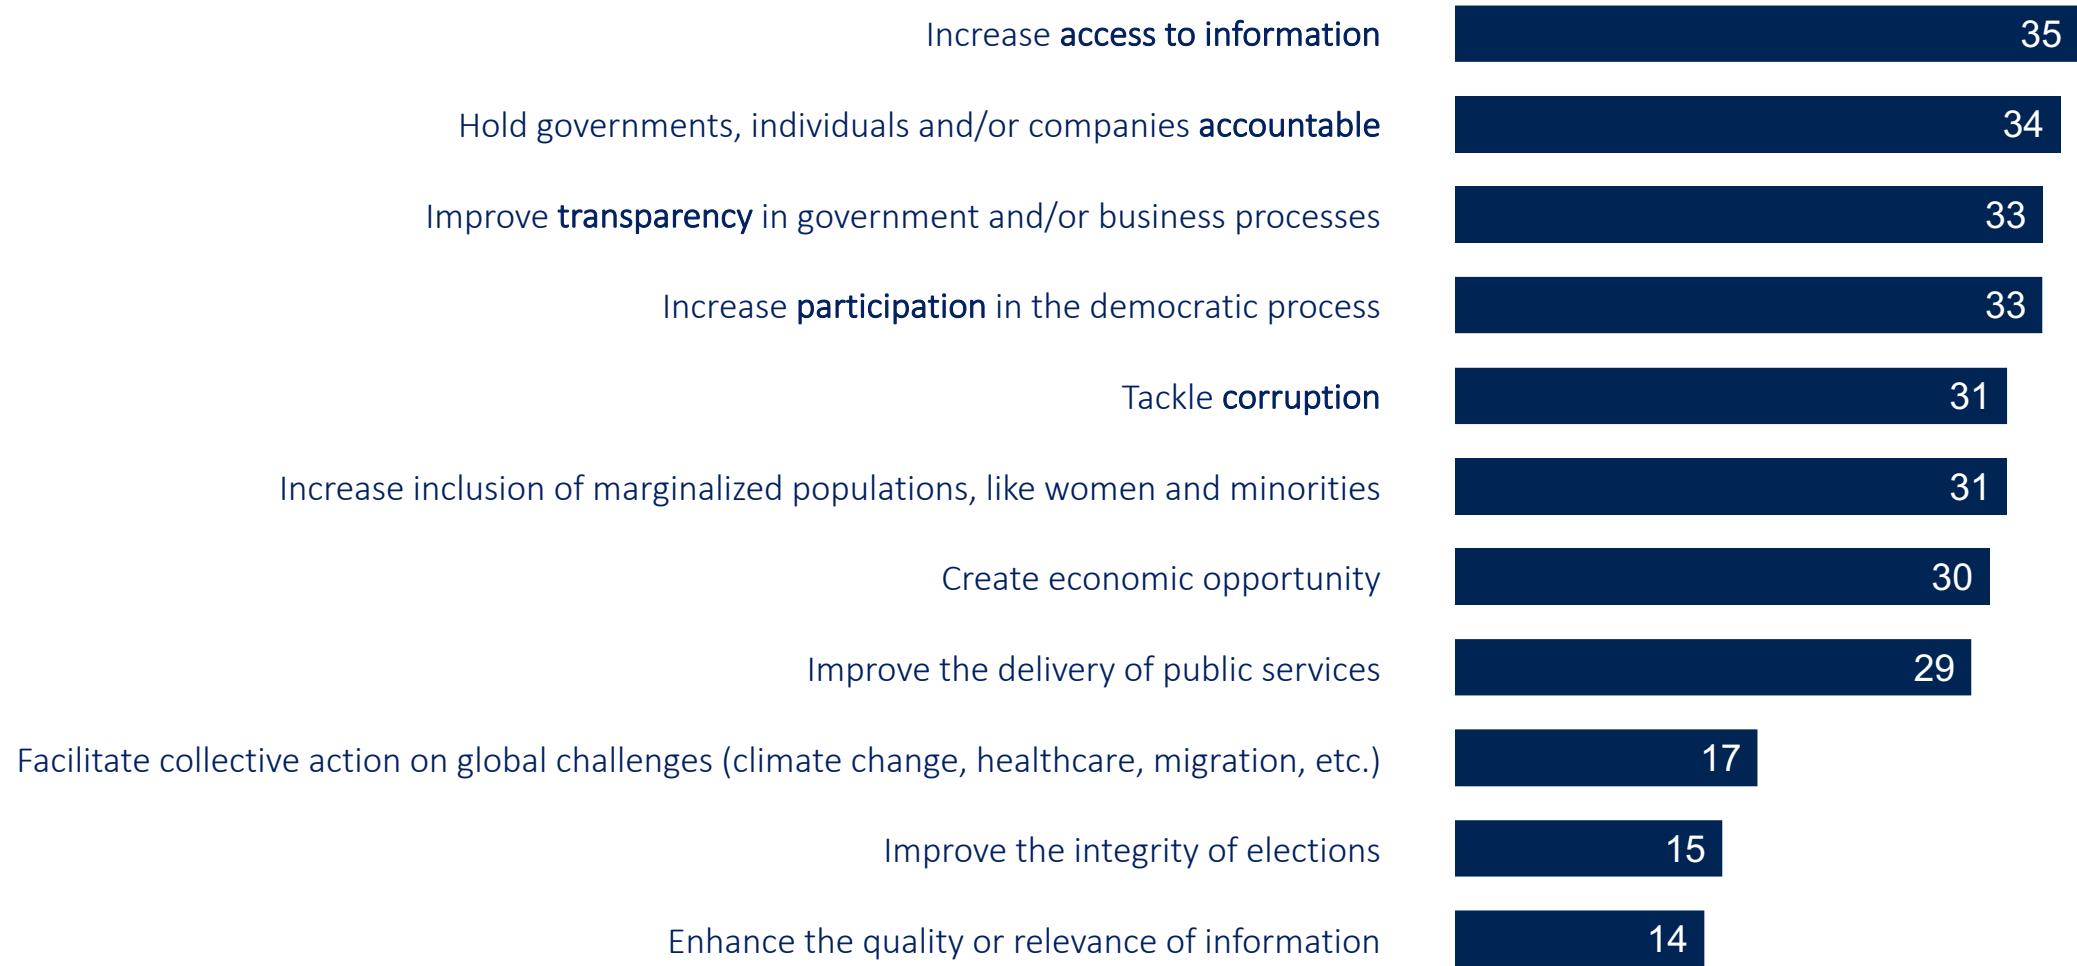 Increase access to information 35
Hold governments, individuals and/or companies accountable 34
Improve transparency in government and/or business processes 33
Increase participation in the democratic process 33
Tackle corruption 31
Increase inclusion of marginalized populations, like women and minorities 31
Create economic opportunity 30
Improve the delivery of public services 29
Facilitate collective action on global challenges (climate change, healthcare, migration, etc.) 17
Improve the integrity of elections 15
Enhance the quality or relevance of information 14